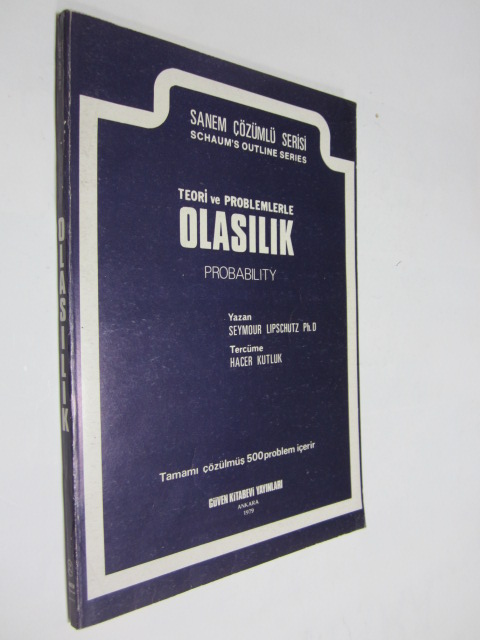 SANEM ÇÖZÜMLÜ SERİSİ
SCHAUM'S OUTLINE SERIES
TEORİ ve PROBLEMLERLE
OLASILIK
PROBABILITY
Yazan
SEYMOUR LIPSCHUTZ Ph.D
Tercüme
HACER KUTLUK
Tamamı çözülmüş 500 problem içerir
GÜVEN KİTABEVİ YAYINLARI
ANKARA
1979
OLASILIK